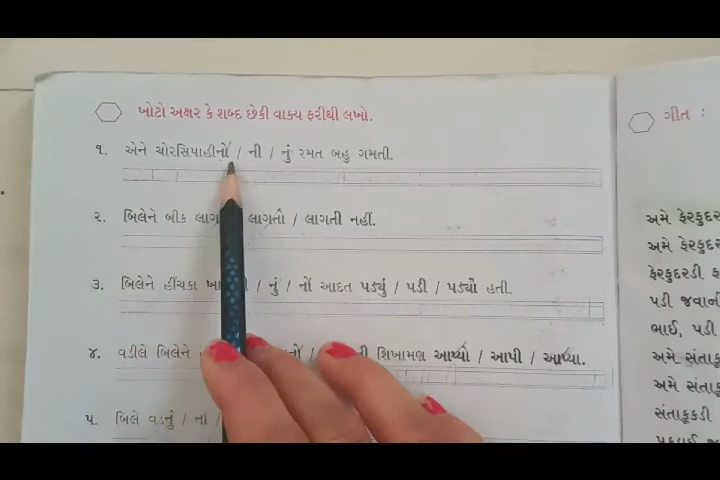 ખોટો અક્ષર કે શબ્દ છેકી વાક્ય ફરીથી લખો.
૧. એને ચોરસિપાહીનો / ની / નું રમત બહુ ગમતી.
૨. બિલેને બીક લાગ લાગતો / લાગતી નહીં.
૩. બિલેને હીંચકા ખા / નું / નો આદત પડ્યું / પડી / પડ્યો હતી.
૪. વડીલે બિલેને / શિખામણ આપ્યો / આપી / આપ્યા.
૫. બિલે વડનું / ના /
ગીત :
અમે ફેરફુદર
અમે ફેરફુદર
ફેરફુદરડી ફ
પડી જવાની
ભાઈ, પડી
અમે સંતાકૂ
અમે સંતાકૂ
સંતાકૂકડી